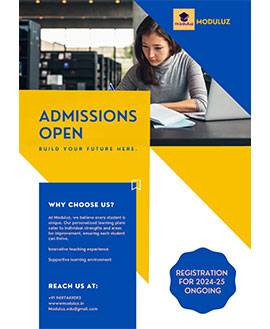 moduluz
MODULUZ
ADMISSIONS
OPEN
BUILD YOUR FUTURE HERE.
WHY CHOOSE US?
At Moduluz, we believe every student is
unique. Our personalized learning plans
cater to individual strengths and areas
for improvement, ensuring each student
can thrive.
Innovative teaching experience
Supportive learning environment
REACH US AT:
www.moduluz.in
Moduluz.edu@gmail.com
REGISTRATION
FOR 2024-25
ONGOING